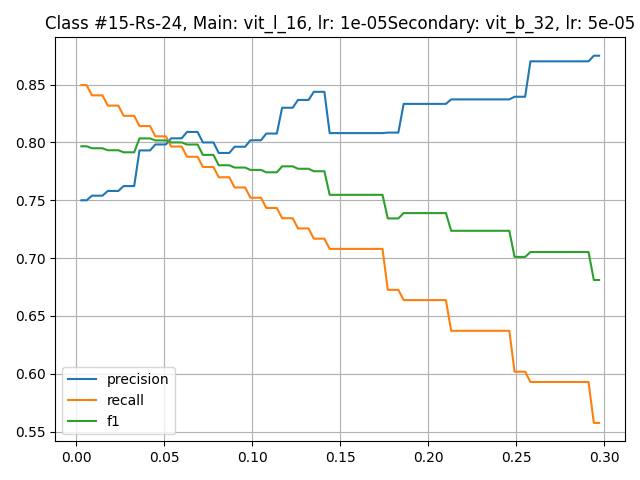 Class #15-Rs-24, Main: vit_l_16, lr: 1e-05Secondary: vit_b_32, lr: 5e-05
0.85
0.80
0.75
0.70
0.65
0.60
0.55
precision
recall
f1
0.00 0.05 0.10 0.15 0.20 0.25 0.30